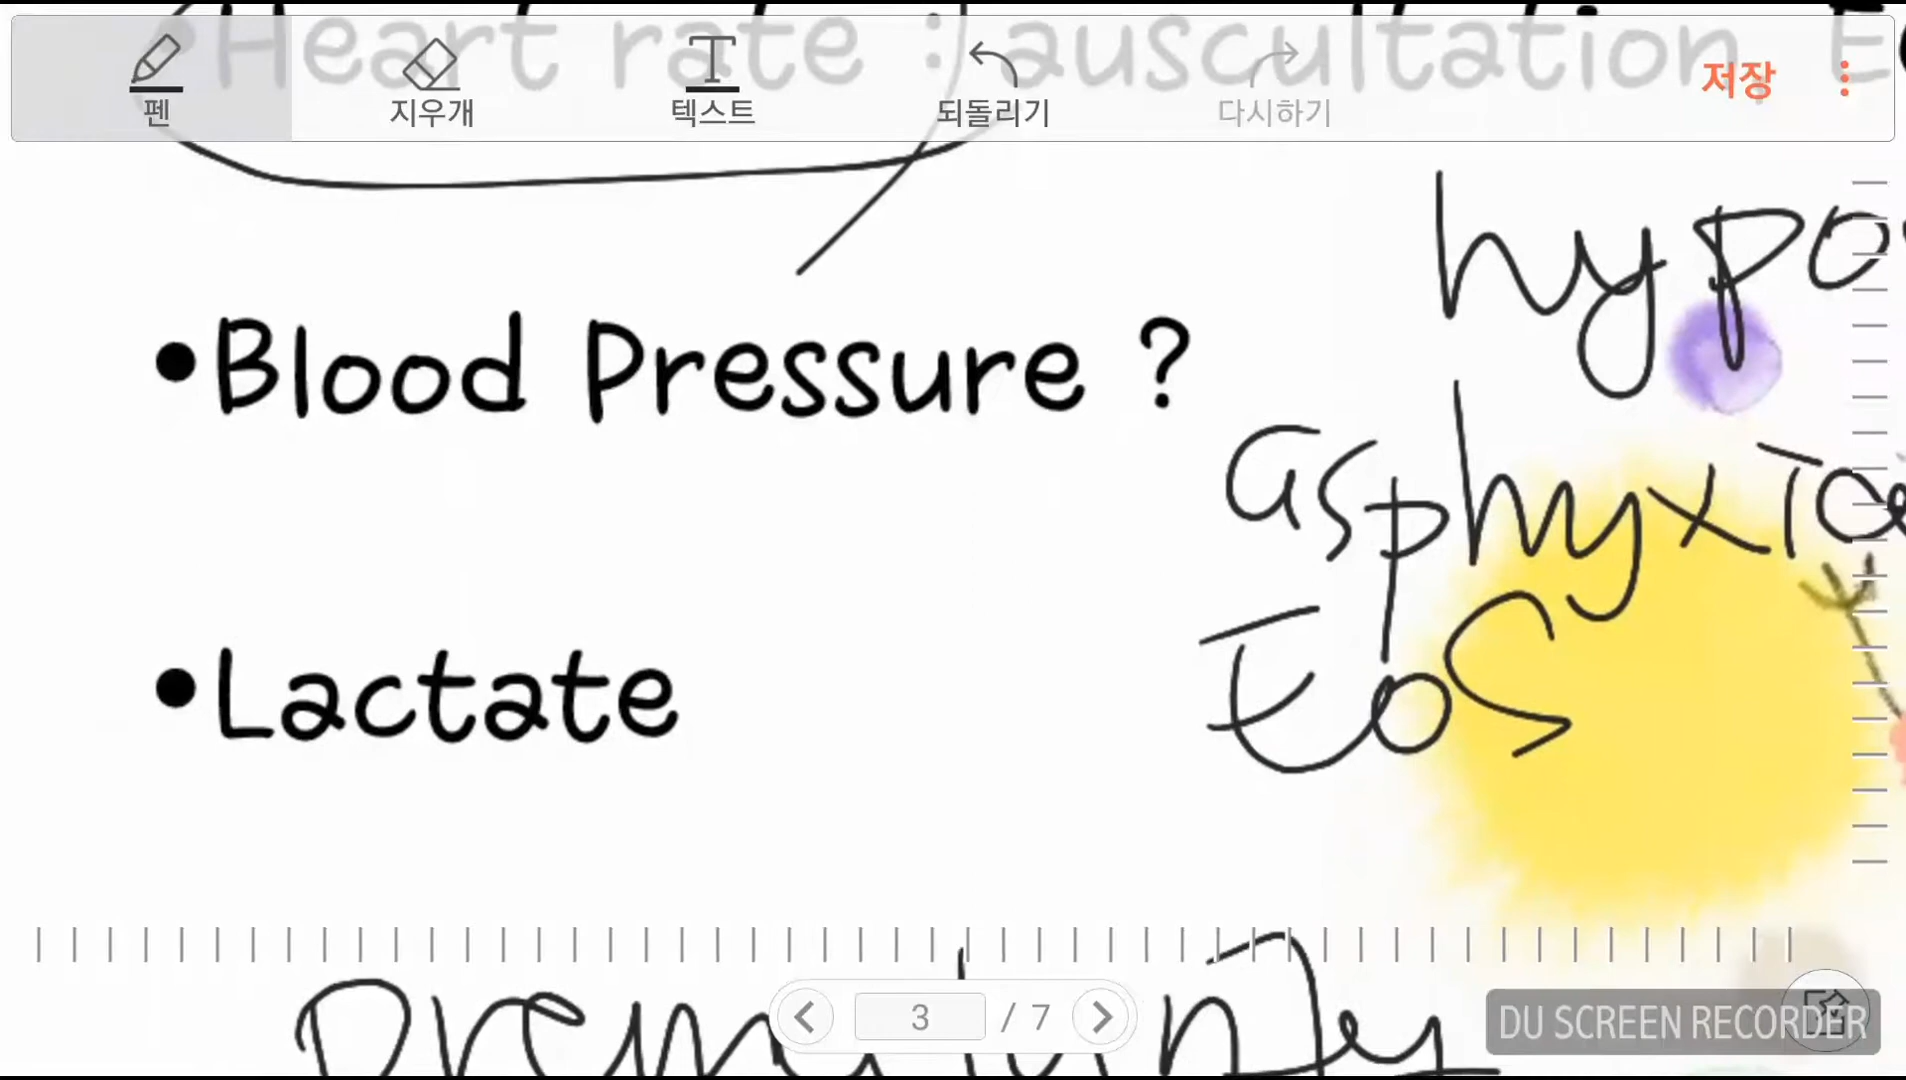 •Heart rate : auscultation
펜
지우개
텍스트
되돌리기
다시하기
저장
•Blood Pressure ?
asphyxia
EOS
•Lactate
3 / 7
DU SCREEN RECORDER